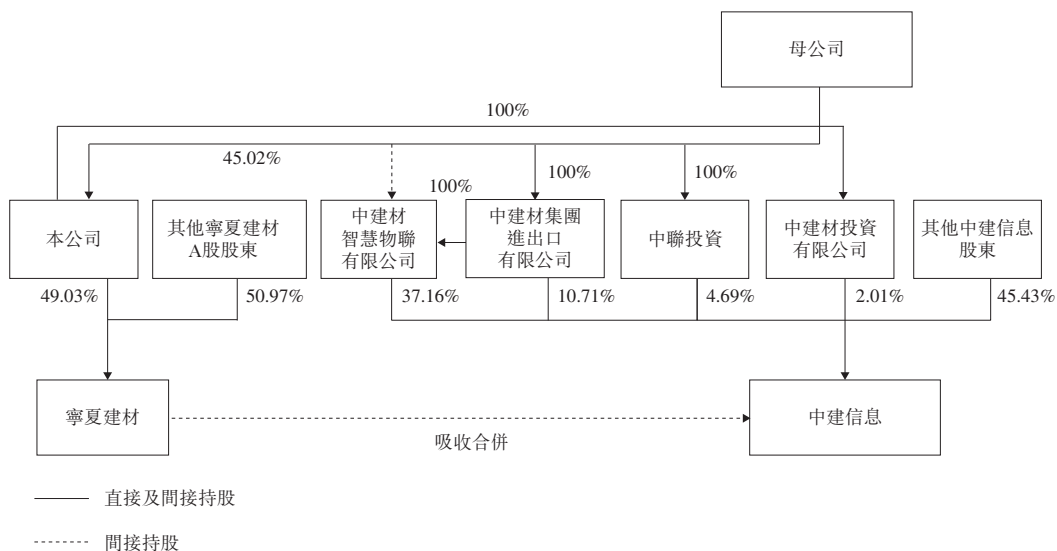 母公司
100%
45.02%
100%
100%
100%
本公司
其他寧夏建材
A股股東
中建材
智慧物聯
有限公司
中建材集團
進出口
有限公司
中聯投資
中建材投資
有限公司
其他中建信息
股東
49.03%
50.97%
37.16%
10.71%
4.69%
2.01%
45.43%
寧夏建材
吸收合併
中建信息
直接及間接持股
間接持股